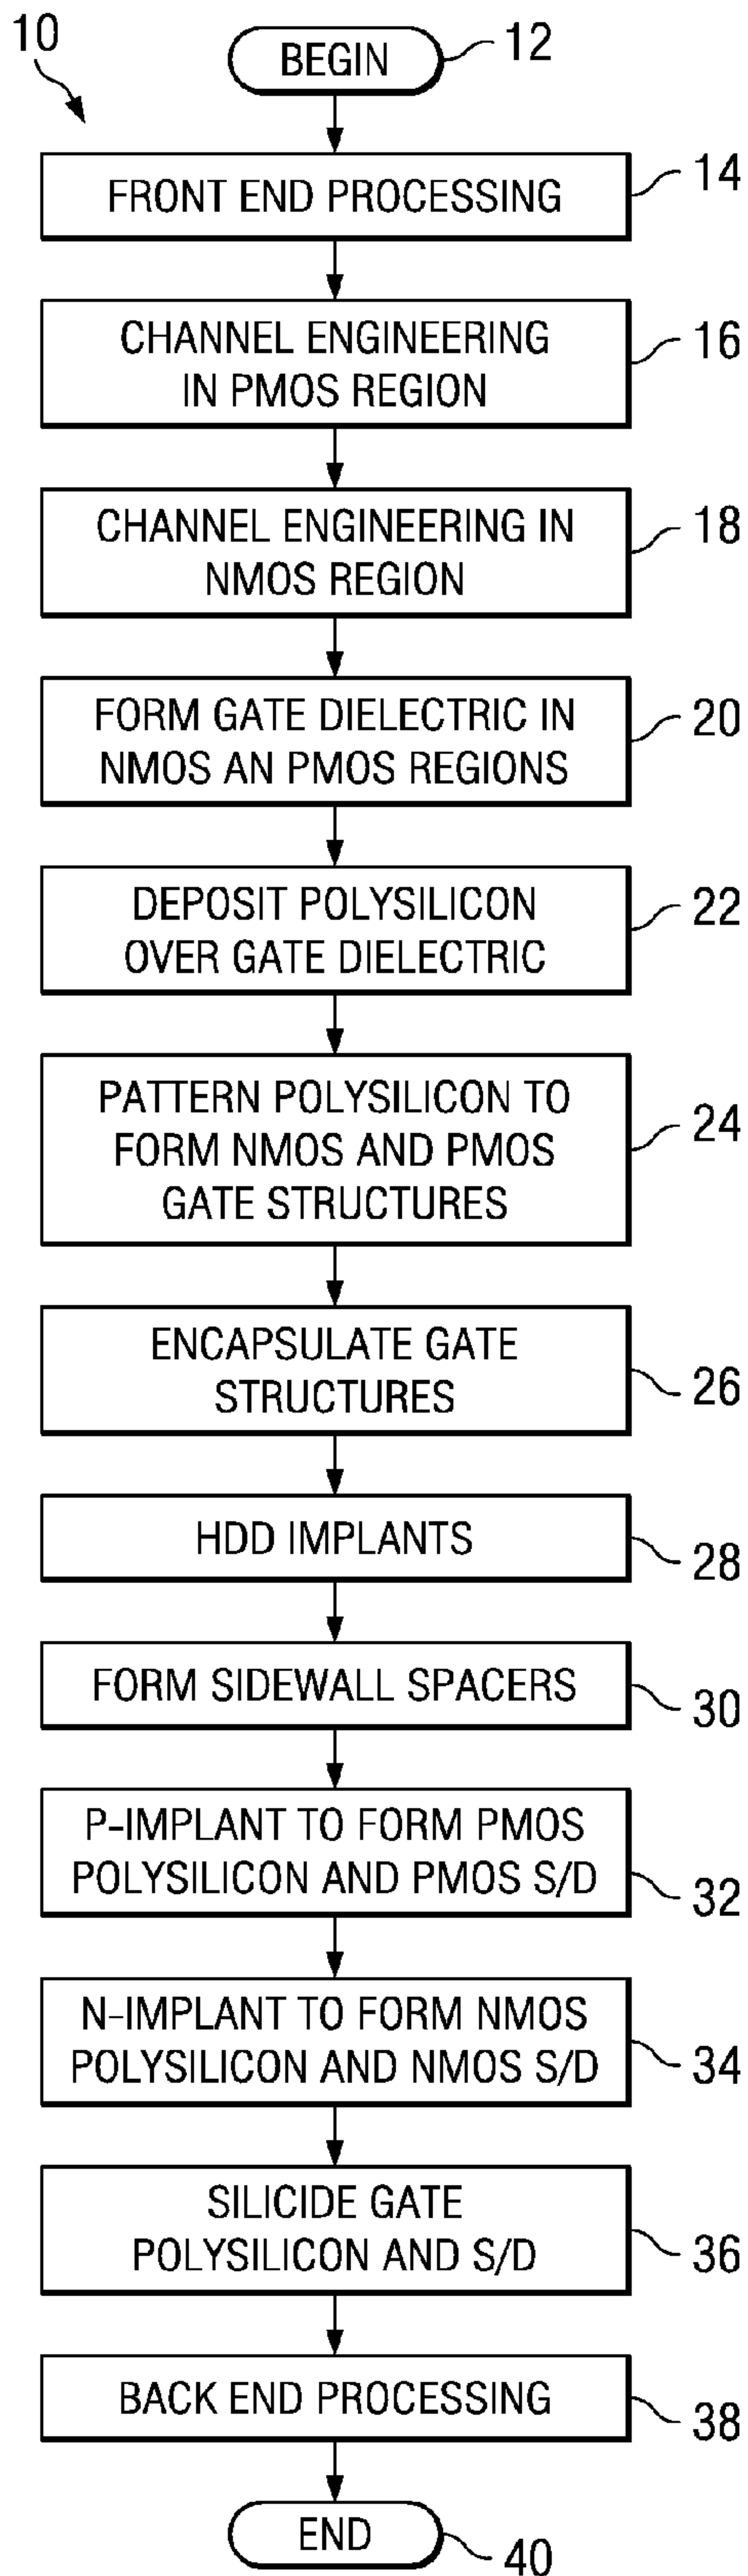 10
BEGIN
12
FRONT END PROCESSING
14
CHANNEL ENGINEERING
IN PMOS REGION
16
CHANNEL ENGINEERING IN
NMOS REGION
18
FORM GATE DIELECTRIC IN
NMOS AN PMOS REGIONS
20
DEPOSIT POLYSILICON
OVER GATE DIELECTRIC
22
PATTERN POLYSILICON TO
FORM NMOS AND PMOS
GATE STRUCTURES
24
ENCAPSULATE GATE
STRUCTURES
26
HDD IMPLANTS
28
FORM SIDEWALL SPACERS
30
P-IMPLANT TO FORM PMOS
POLYSILICON AND PMOS S/D
32
N-IMPLANT TO FORM NMOS
POLYSILICON AND NMOS S/D
34
SILICIDE GATE
POLYSILICON AND S/D
36
BACK END PROCESSING
38
END
40